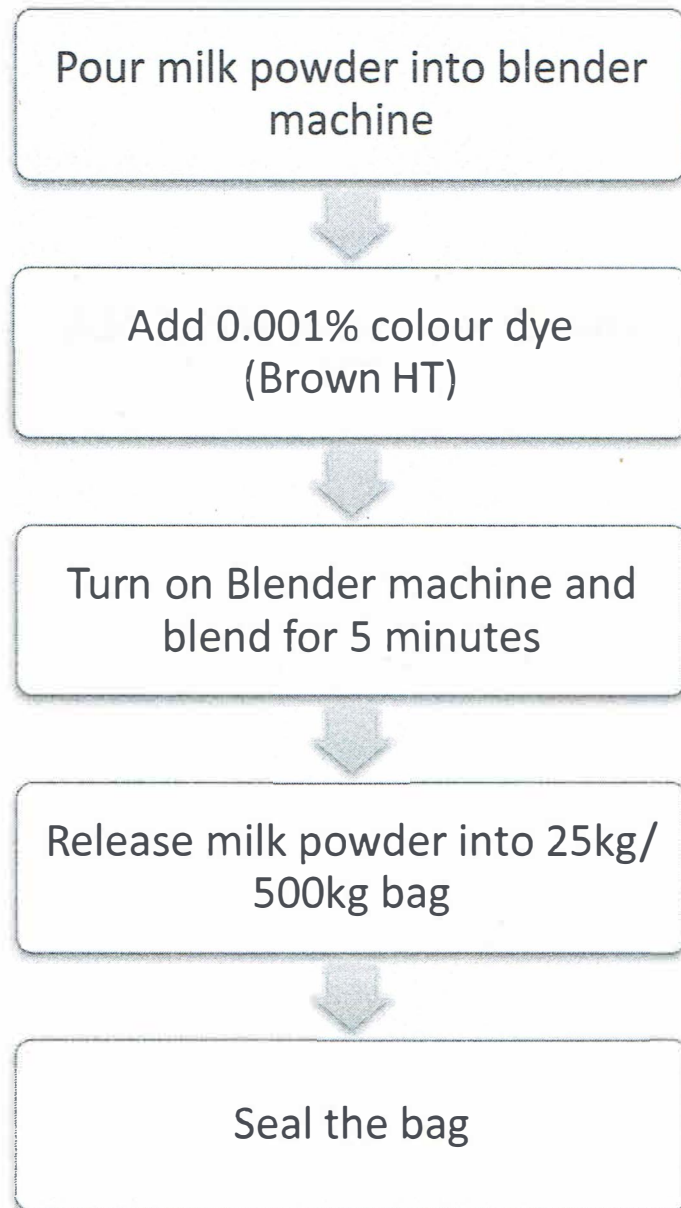 Pour milk powder into blender
machine
Add 0.001% colour dye
(Brown HT)
Turn on Blender machine and
blend for 5 minutes
Release milk powder into 25kg/
500kg bag
Seal the bag